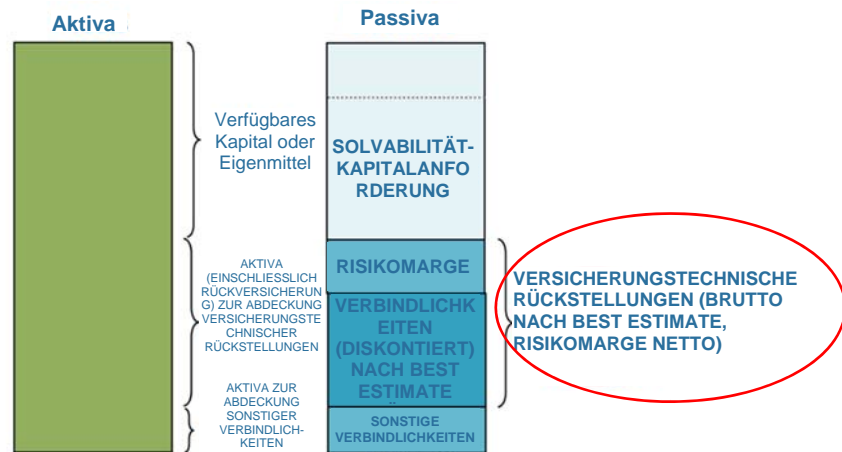 Aktiva
Passiva
Verfügbares
Kapital oder
Eigenmittel
SOLVABILITÄT-
KAPITALANFO
RDERUNG
AKTIVA
(EINSCHLIESSLICH
RÜCKVERSICHERUN
G) ZUR ABDECKUNG
VERSICHERUNGSTE
CHNISCHER
RÜCKSTELLUNGEN
RISIKOMARGE
VERBINDLICHK
EITEN
(DISKONTIERT)
NACH BEST
ESTIMATE
VERSICHERUNGSTECHNISCHE
RÜCKSTELLUNGEN (BRUTTO
NACH BEST ESTIMATE,
RISIKOMARGE NETTO)
AKTIVA ZUR
ABDECKUNG
SONSTIGER
VERBINDLICH-
KEITEN
SONSTIGE
VERBINDLICHKEITEN